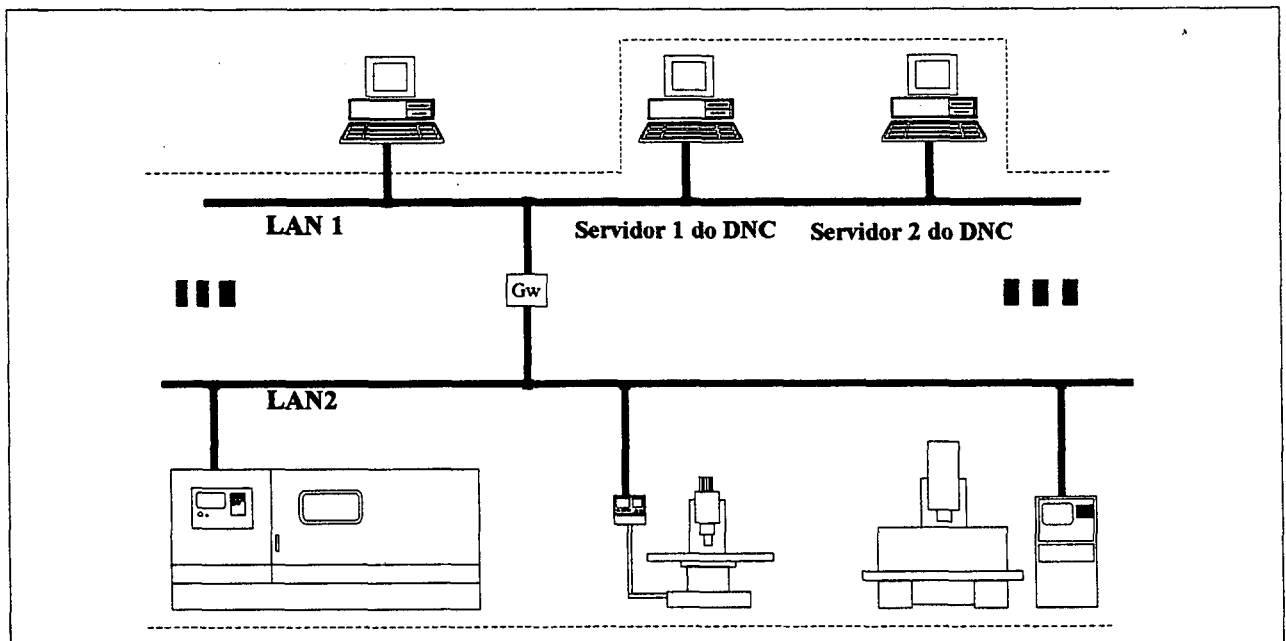 LAN 1
Servidor 1 do DNC
Servidor 2 do DNC
Gw
LAN2